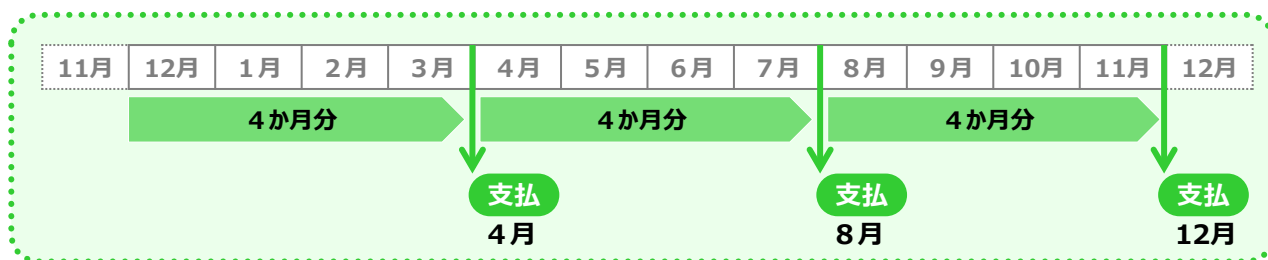 11月 12月 1月 2月 3月 4月 5月 6月 7月 8月 9月 10月 11月 12月
4か月分 4か月分 4か月分
支払 支払 支払
4月 8月 12月